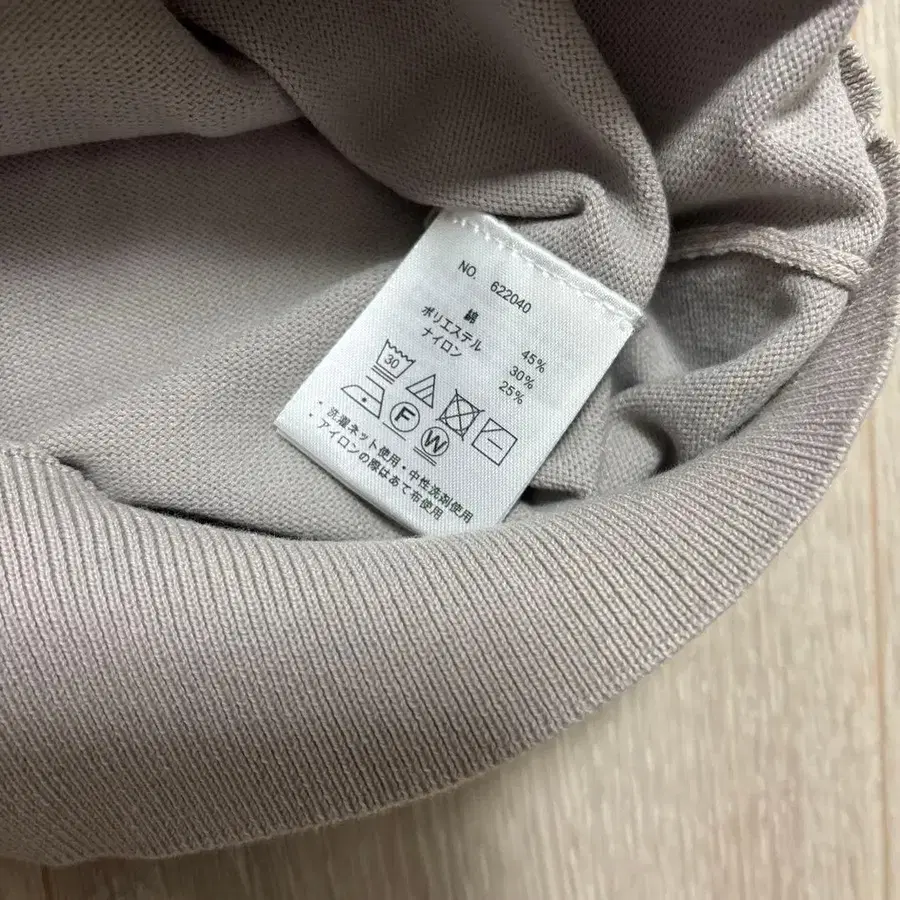 NO. 622040
綿 45%
ポリエステル 30%
ナイロン 25%
30
F W
・洗濯ネット使用・中性洗剤使用
・アイロンの際はあて布使用